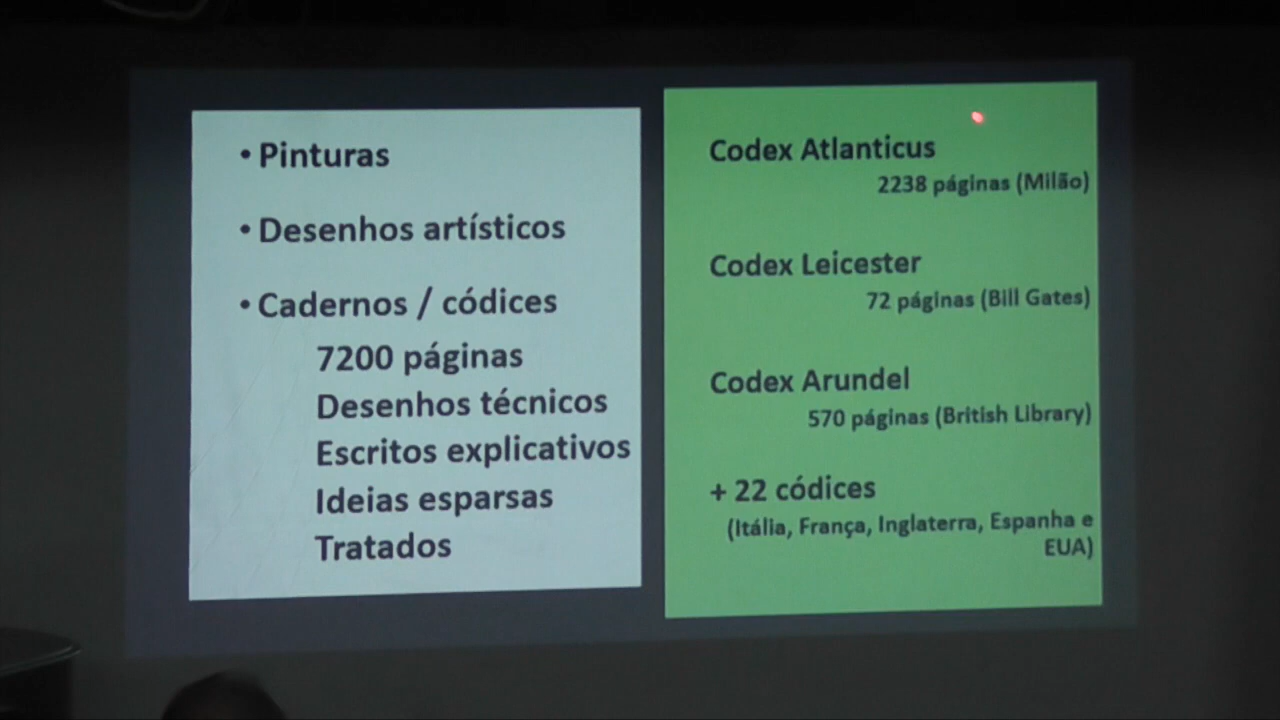 • Pinturas
• Desenhos artísticos
• Cadernos / códices
7200 páginas
Desenhos técnicos
Escritos explicativos
Ideias esparsas
Tratados
Codex Atlanticus
2238 páginas (Milão)
Codex Leicester
72 páginas (Bill Gates)
Codex Arundel
570 páginas (British Library)
+ 22 códices
(Itália, França, Inglaterra, Espanha e
EUA)